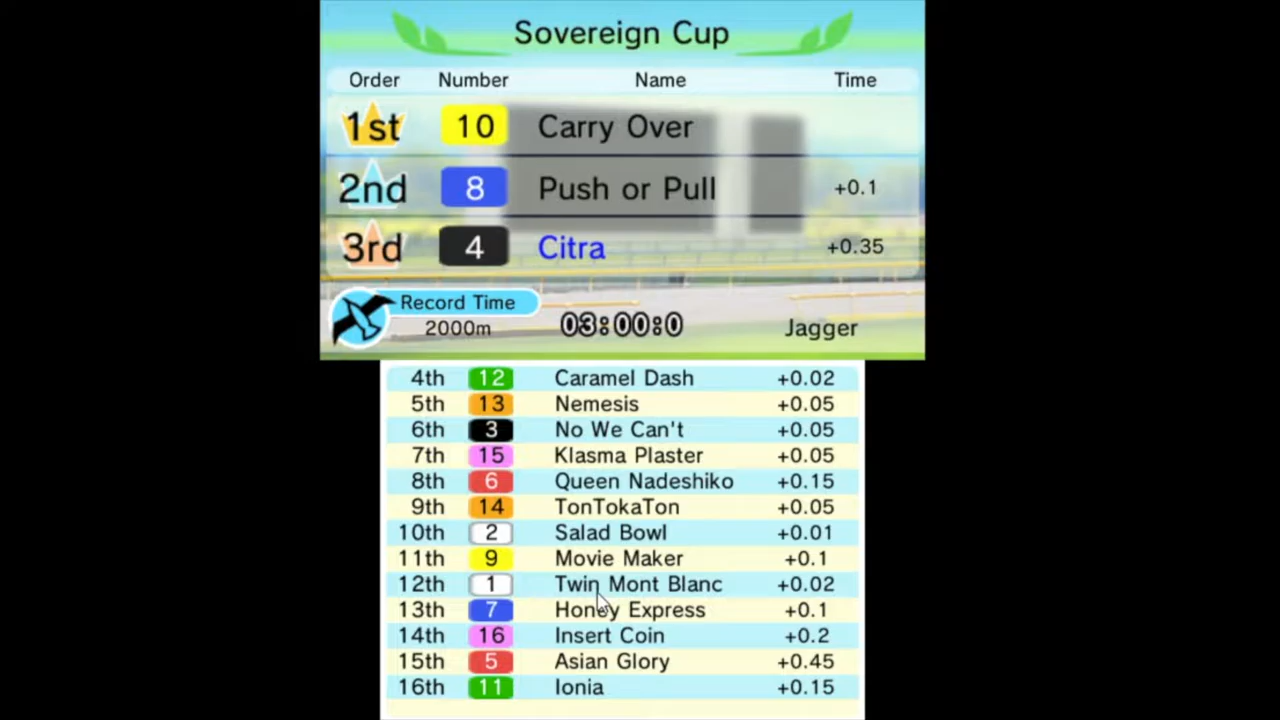 Sovereign Cup
Order Number Name Time
1st 10 Carry Over
2nd 8 Push or Pull +0.1
3rd 4 Citra +0.35
Record Time
2000m 03:00:0 Jagger
4th 12 Caramel Dash +0.02
5th 13 Nemesis +0.05
6th 3 No We Can't +0.05
7th 15 Klasma Plaster +0.05
8th 6 Queen Nadeshiko +0.15
9th 14 TonTokaTon +0.05
10th 2 Salad Bowl +0.01
11th 9 Movie Maker +0.1
12th 1 Twin Mont Blanc +0.02
13th 7 Honey Express +0.1
14th 16 Insert Coin +0.2
15th 5 Asian Glory +0.45
16th 11 Ionia +0.15